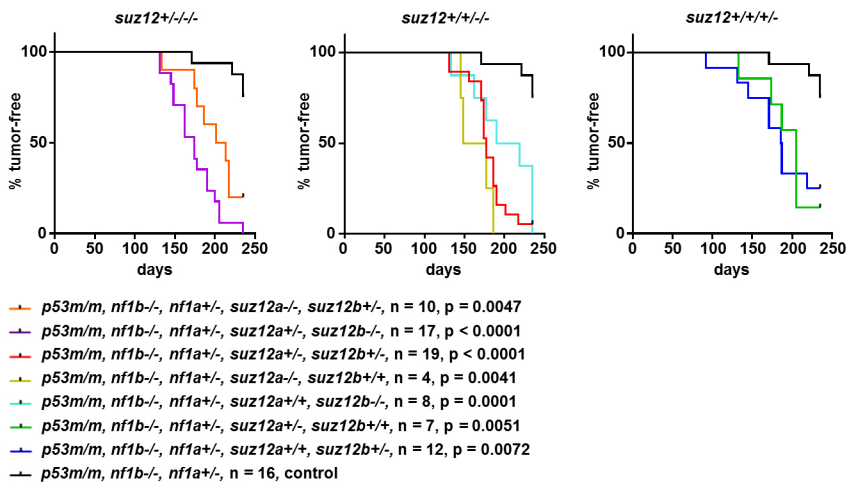 suz12+/-/-/- suz12+/+/-/- suz12+/+/+/-
100 100 100
50 50 50
0 0 0
% tumor-free % tumor-free % tumor-free
0 50 100 150 200 250 0 50 100 150 200 250 0 50 100 150 200 250
days days days
p53m/m, nf1b-/-, nf1a+/-, suz12a-/-, suz12b+/-, n = 10, p = 0.0047
p53m/m, nf1b-/-, nf1a+/-, suz12a+/-, suz12b-/-, n = 17, p < 0.0001
p53m/m, nf1b-/-, nf1a+/-, suz12a+/-, suz12b+/-, n = 19, p < 0.0001
p53m/m, nf1b-/-, nf1a+/-, suz12a-/-, suz12b+/+, n = 4, p = 0.0041
p53m/m, nf1b-/-, nf1a+/-, suz12a+/+, suz12b-/-, n = 8, p = 0.0001
p53m/m, nf1b-/-, nf1a+/-, suz12a+/-, suz12b+/+, n = 7, p = 0.0051
p53m/m, nf1b-/-, nf1a+/-, suz12a+/+, suz12b+/-, n = 12, p = 0.0072
p53m/m, nf1b-/-, nf1a+/-, n = 16, control